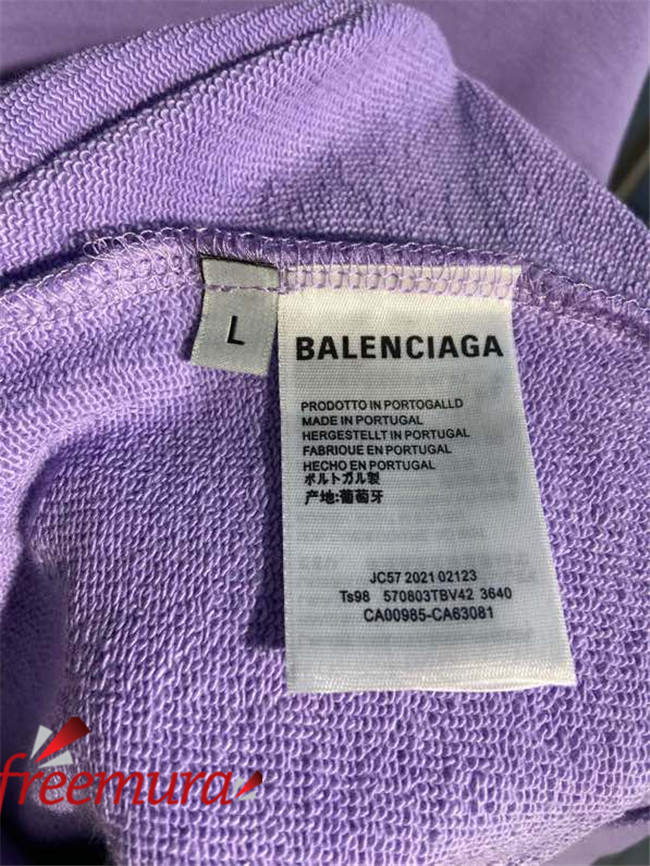 L
BALENCIAGA
PRODOTTO IN PORTOGALLD
MADE IN PORTUGAL
HERGESTELLT IN PORTUGAL
FABRIQUE EN PORTUGAL
HECHO EN PORTUGAL
ポルトガル製
产地:葡萄牙
JC57 2021 02123
Ts98 570803TBV42 3640
CA00985-CA63081
freemura